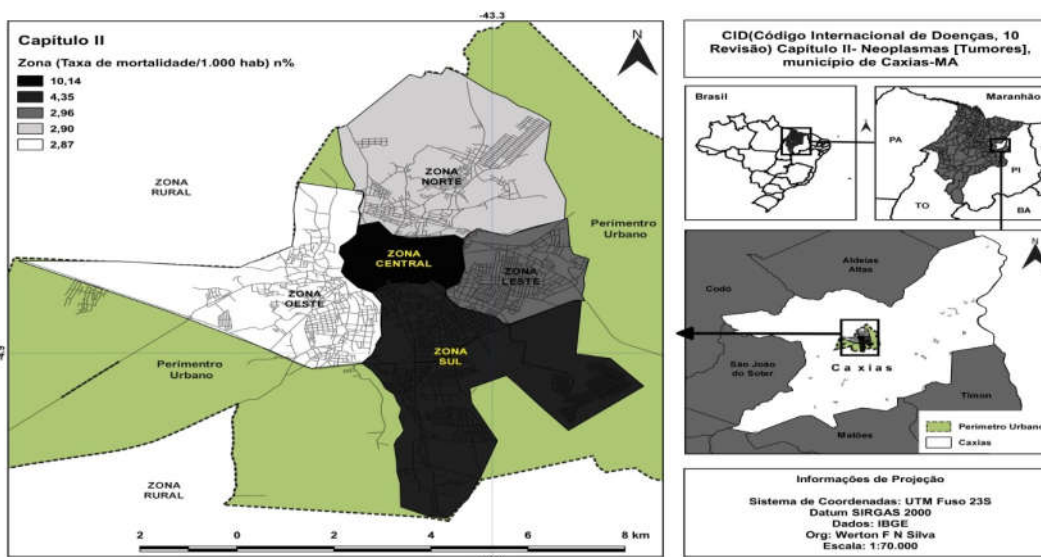 -43.3
Capítulo II
Zona (Taxa de mortalidade/1.000 hab) n%
10,14
4,35
2,96
2,90
2,87
N
ZONA
RURAL
ZONA
NORTE
Perimentro
Urbano
ZONA
CENTRAL
ZONA
LESTE
ZONA
OESTE
ZONA
SUL
Perimentro
Urbano
ZONA
RURAL
2 0 2 4 6 8 km
CID(Código Internacional de Doenças, 10
Revisão) Capítulo II- Neoplasmas [Tumores],
município de Caxias-MA
Brasil
Maranhão
PA
PI
TO
BA
N
Aldeias
Altas
Codó
São João
do Soter
Caxias
Timon
Matões
Perímetro Urbano
Caxias
Informações de Projeção
Sistema de Coordenadas: UTM Fuso 23S
Datum SIRGAS 2000
Dados: IBGE
Org: Werton F N Silva
Escala: 1:70.000